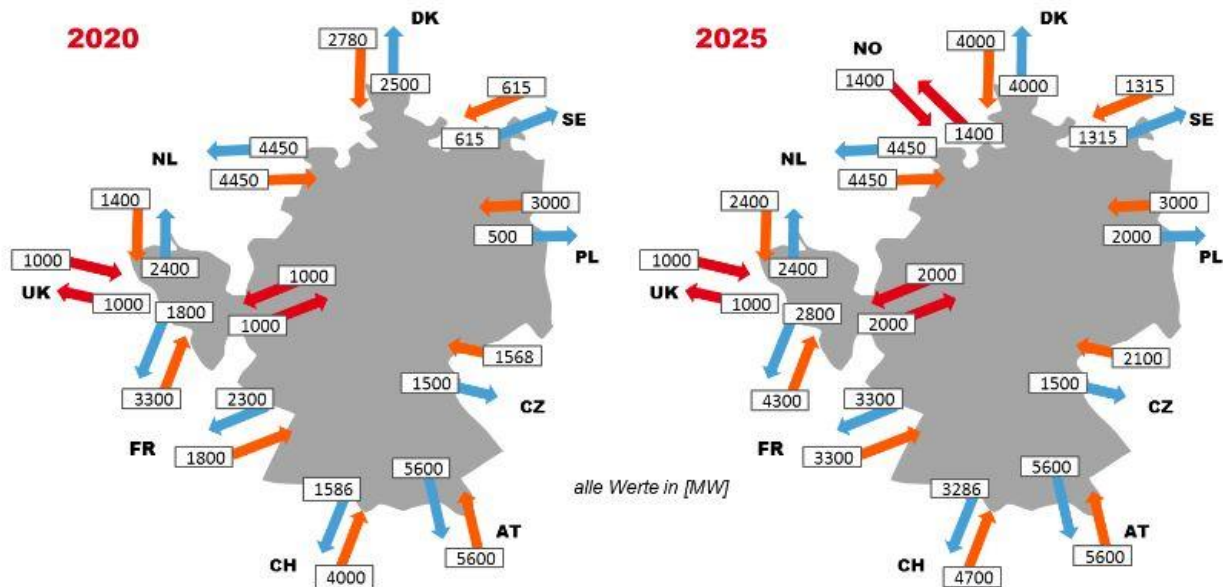 2020
DK
2780
2500
615
615
SE
NL
4450
4450
1400
2400
3000
500
PL
1000
UK
1000
1800
1000
1000
3300
1568
1500
CZ
2300
FR
1800
5600
1586
AT
5600
CH
4000
alle Werte in [MW]
2025
NO
DK
4000
1400
4000
1400
1315
1315
SE
NL
4450
4450
2400
2400
3000
2000
PL
1000
UK
1000
2800
2000
2000
4300
2100
1500
CZ
3300
FR
3300
5600
3286
AT
5600
CH
4700